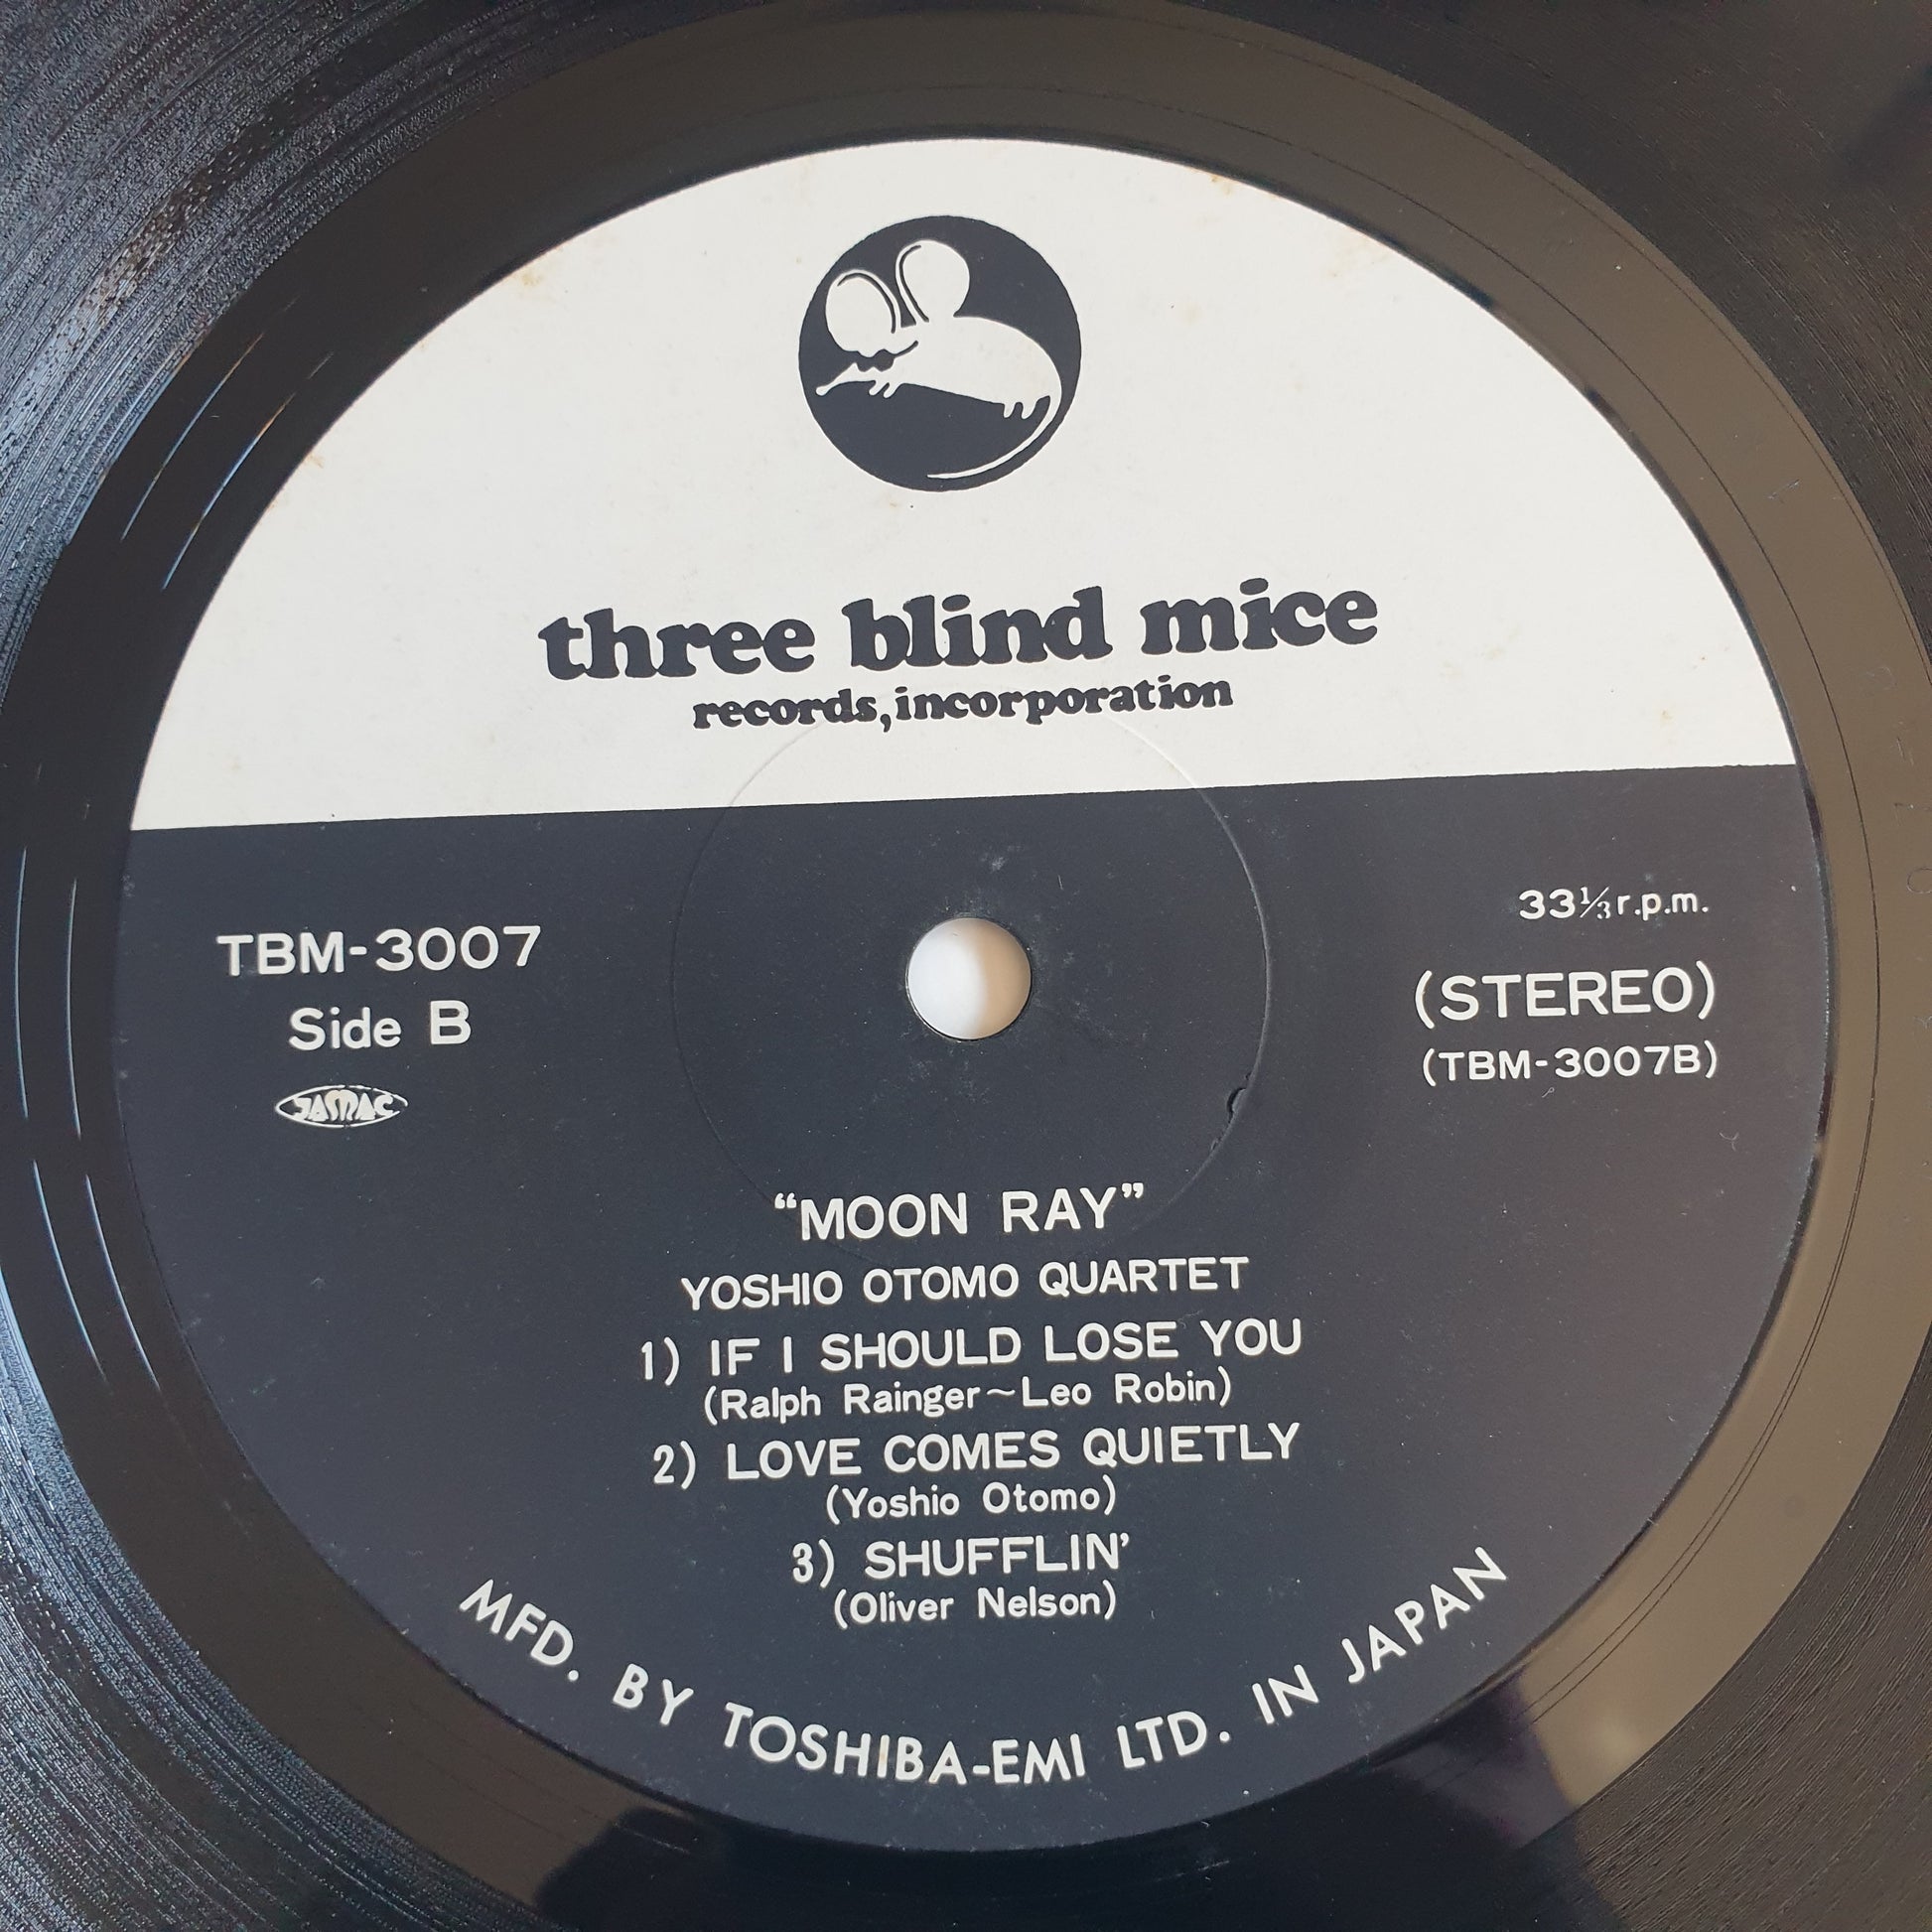 three blind mice
records, incorporation
TBM-3007
Side B
JASRAC
33⅓ r.p.m.
(STEREO)
(TBM-3007B)
“MOON RAY”
YOSHIO OTOMO QUARTET
1) IF I SHOULD LOSE YOU
(Ralph Rainger~Leo Robin)
2) LOVE COMES QUIETLY
(Yoshio Otomo)
3) SHUFFLIN’
(Oliver Nelson)
MFD. BY TOSHIBA-EMI LTD. IN JAPAN